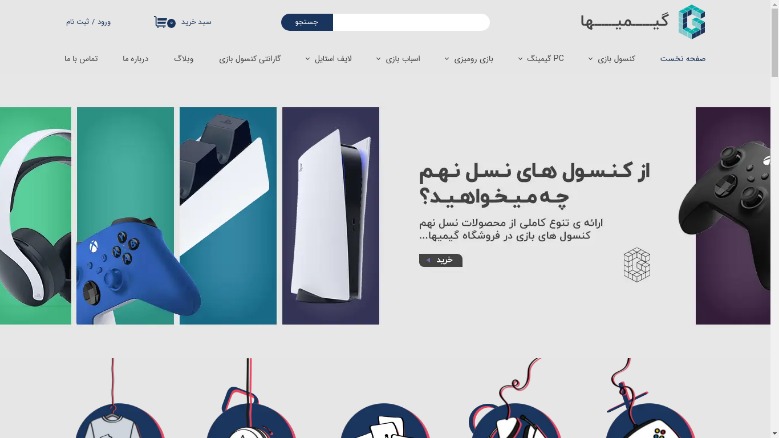 گیـــمیـــــها
جستجو
سبد خرید
۰
ورود / ثبت نام
صفحه نخست
کنسول بازی
PC گیمینگ
بازی رومیزی
اسباب بازی
لایف استایل
گارانتی کنسول بازی
وبلاگ
درباره ما
تماس با ما
از کنسول های نسل نهم
چه میخواهید؟
ارائه ی تنوع کاملی از محصولات نسل نهم
کنسول های بازی در فروشگاه گیمیها...
خرید